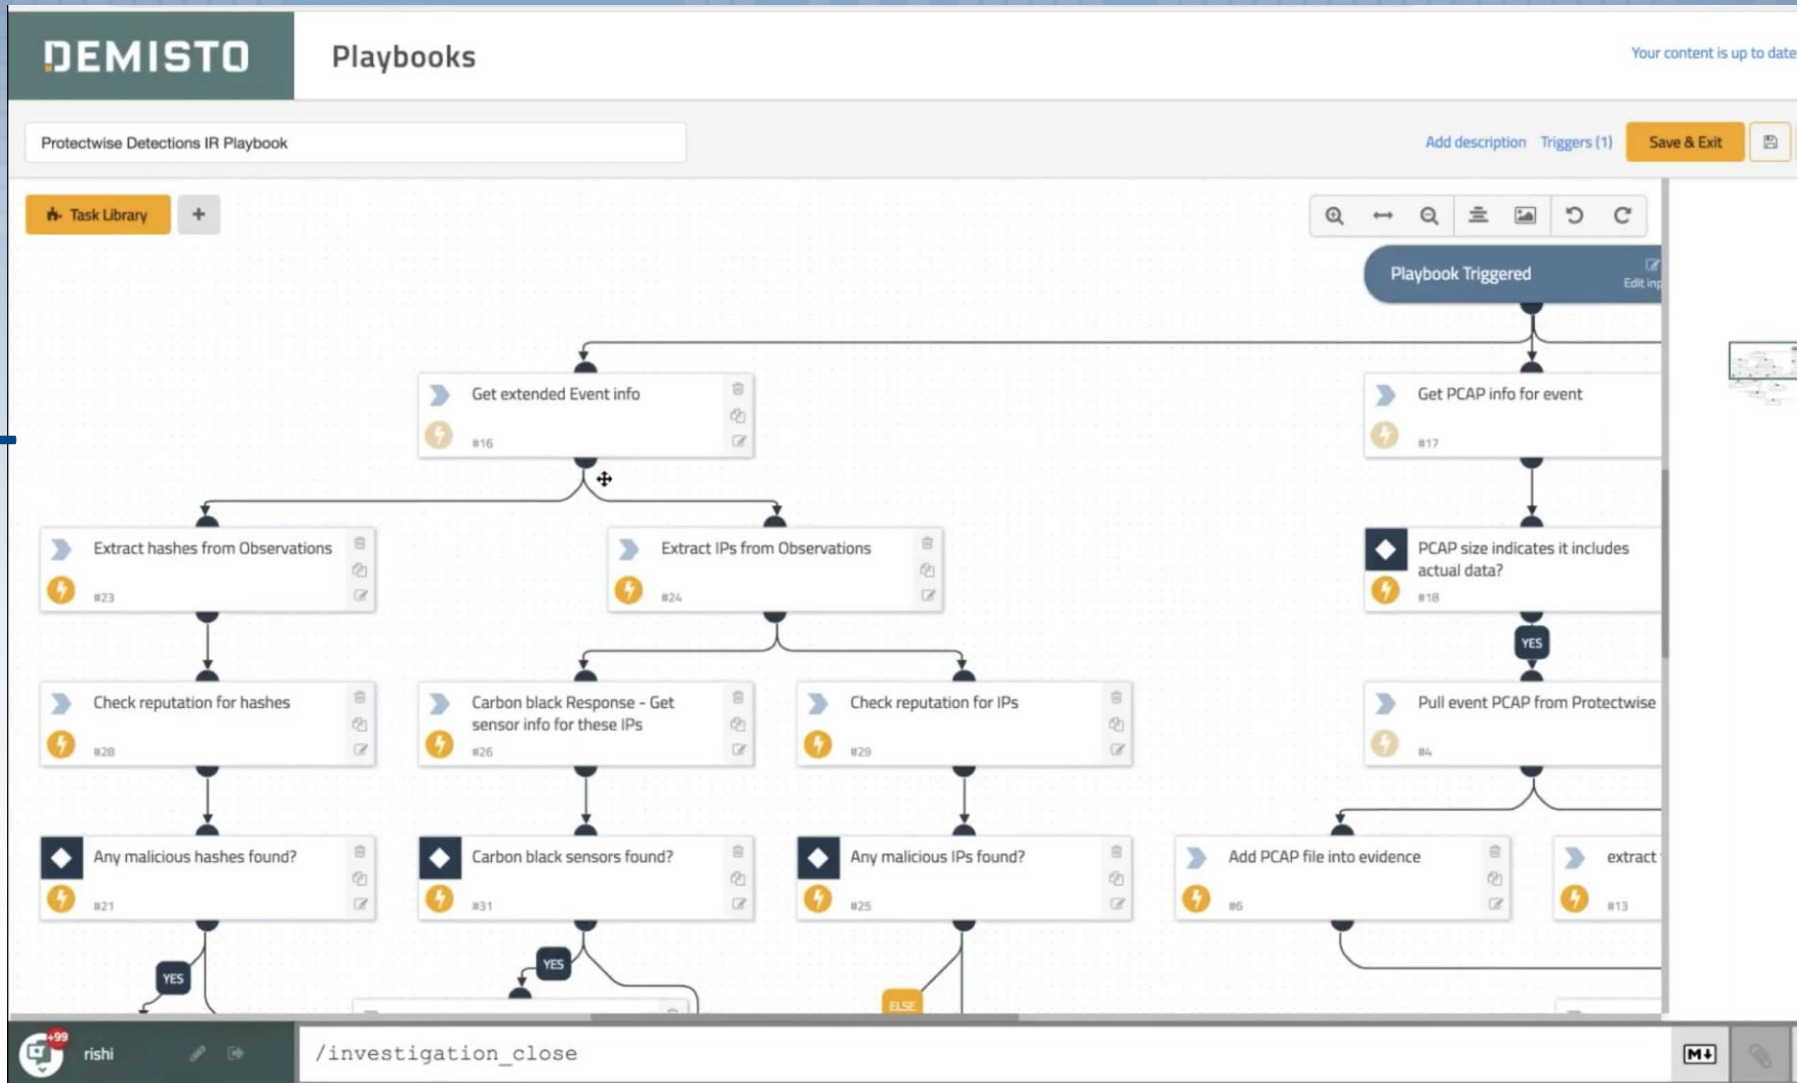 DEMISTO
Playbooks
Your content is up to date
Protectwise Detections IR Playbook
Add description
Triggers (1)
Save & Exit
Task Library
+
Playbook Triggered
Edit inp
Get extended Event info
#16
Get PCAP info for event
#17
Extract hashes from Observations
#23
Extract IPs from Observations
#24
PCAP size indicates it includes
actual data?
#18
YES
Check reputation for hashes
#28
Carbon black Response - Get
sensor info for these IPs
#26
Check reputation for IPs
#29
Pull event PCAP from Protectwise
#4
Any malicious hashes found?
#21
Carbon black sensors found?
#31
Any malicious IPs found?
#25
Add PCAP file into evidence
#6
extract
#13
YES
YES
ELSE
+99
rishi
/investigation_close
M